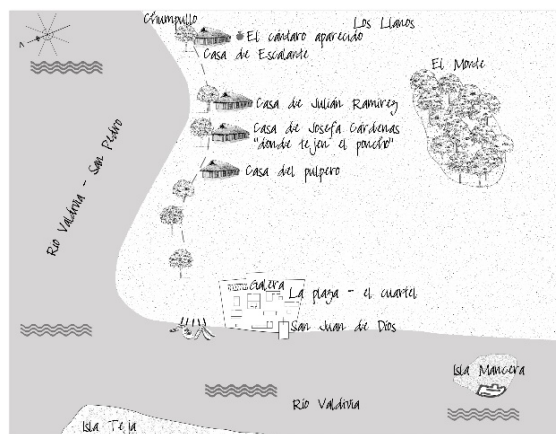 Chumpullo
Los Llanos
El cántaro aparecido
Casa de Escalante
El Monte
Casa de Julián Ramirez
Casa de Josefa Cárdenas
"donde tejen el poncho"
Casa del pulpero
Río Valdivia - San Pedro
Galera
La plaza - el cuartel
San Juan de Dios
Isla Mancera
Río Valdivia
Isla Teja